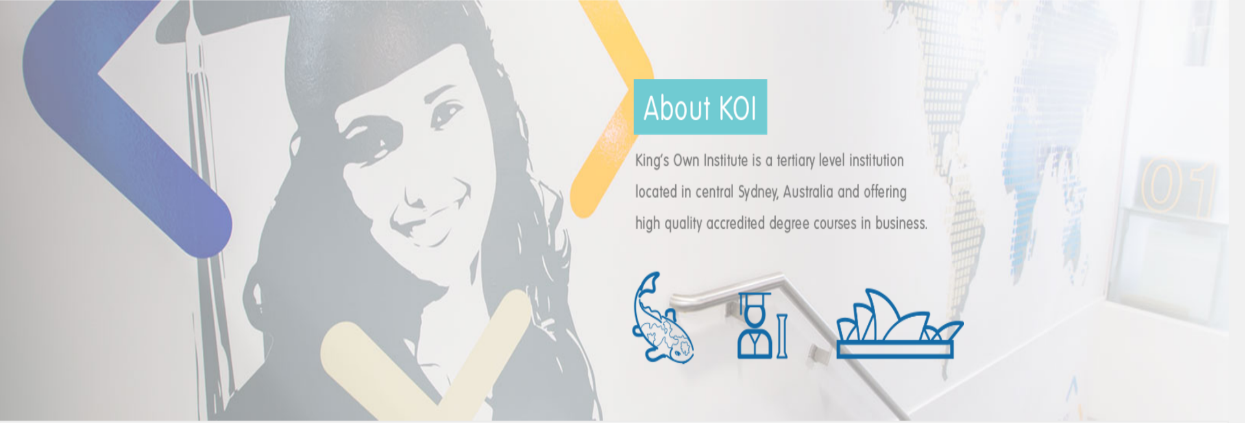 About KOI
King's Own Institute is a tertiary level institution
located in central Sydney, Australia and offering
high quality accredited degree courses in business.
01